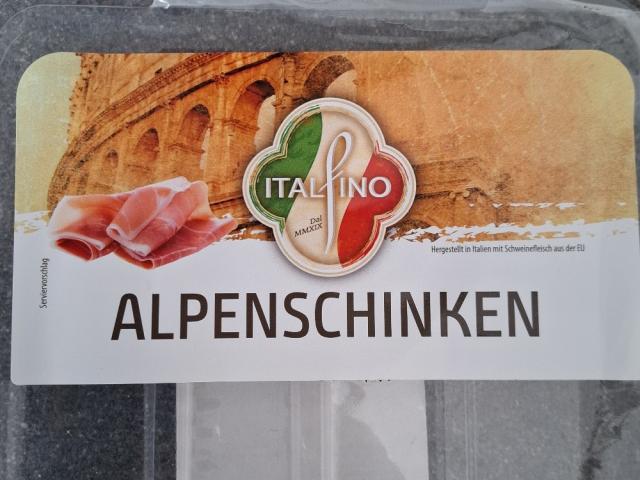 ITALFINO
Dal
MMXIX
Hergestellt in Italien mit Schweinefleisch aus der EU
Serviervorschlag
ALPENSCHINKEN